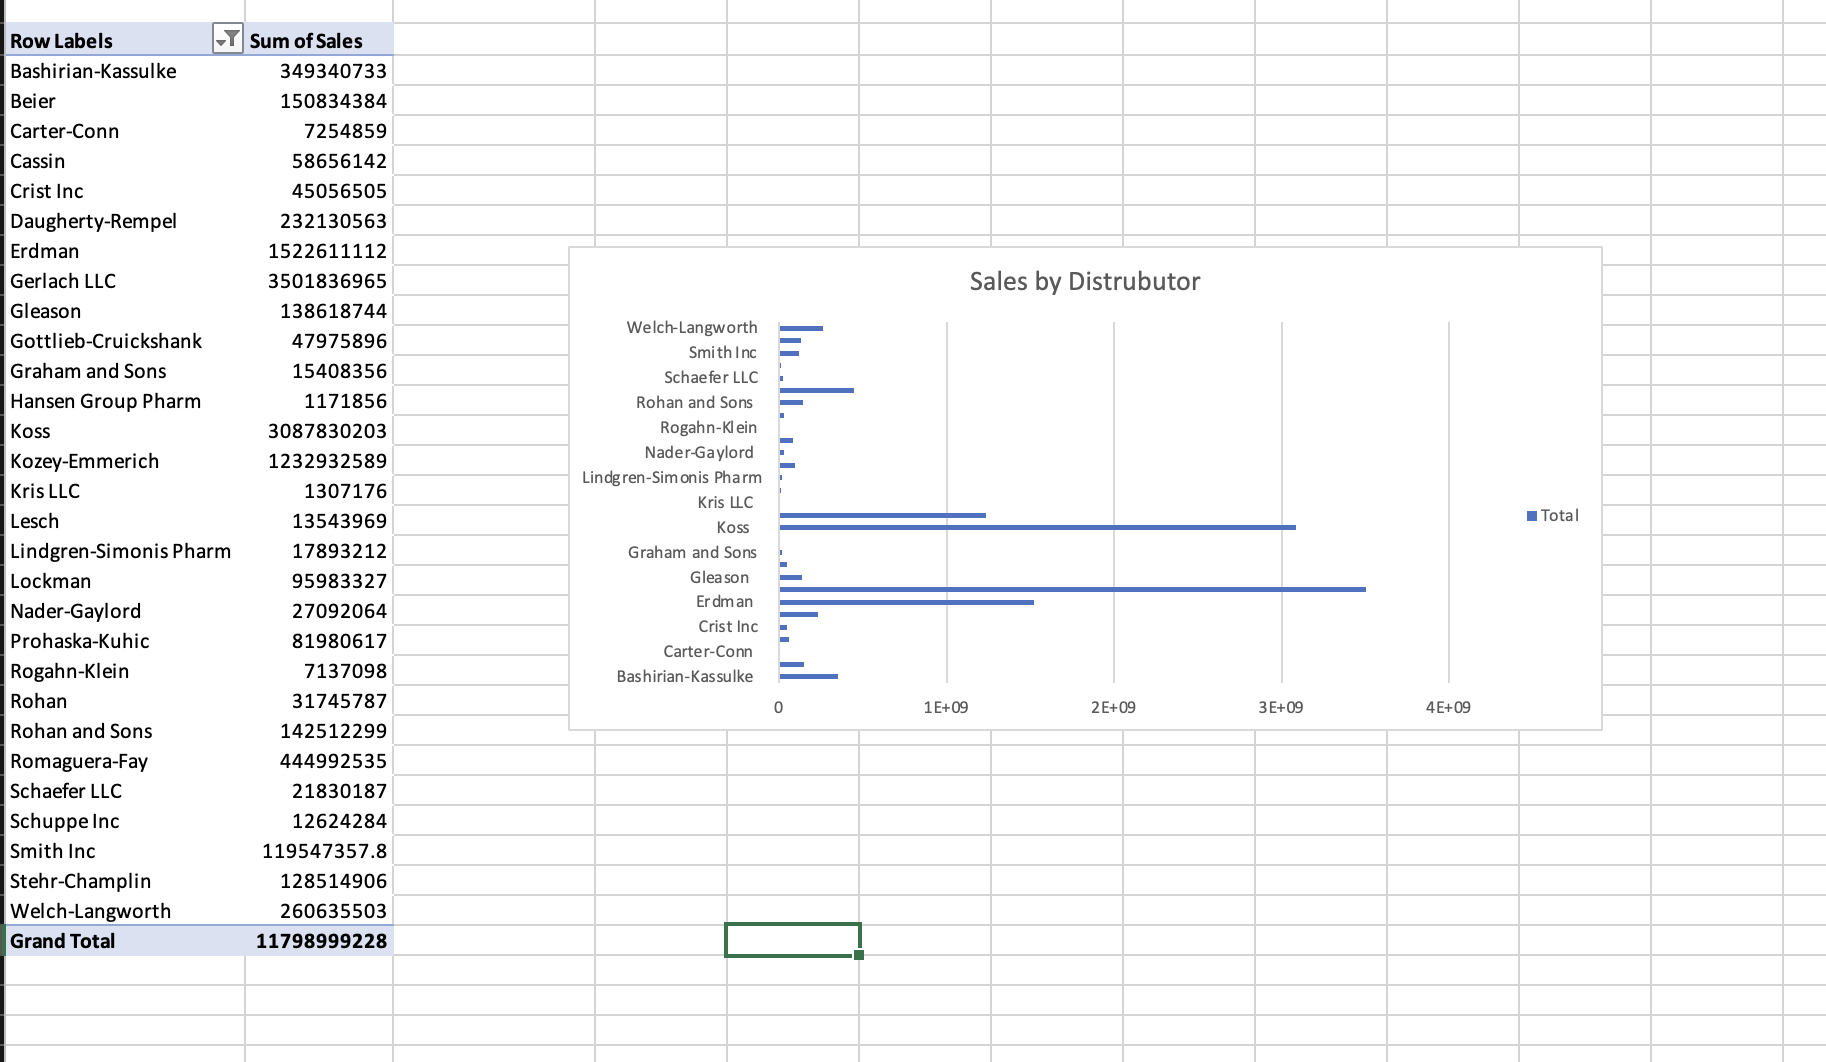 Row Labels Sum of Sales
Bashirian-Kassulke 349340733
Beier 150834384
Carter-Conn 7254859
Cassin 58656142
Crist Inc 45056505
Daugherty-Rempel 232130563
Erdman 1522611112
Gerlach LLC 3501836965
Gleason 138618744
Gottlieb-Cruickshank 47975896
Graham and Sons 15408356
Hansen Group Pharm 1171856
Koss 3087830203
Kozey-Emmerich 1232932589
Kris LLC 1307176
Lesch 13543969
Lindgren-Simonis Pharm 17893212
Lockman 95983327
Nader-Gaylord 27092064
Prohaska-Kuhic 81980617
Rogahn-Klein 7137098
Rohan 31745787
Rohan and Sons 142512299
Romaguera-Fay 444992535
Schaefer LLC 21830187
Schuppe Inc 12624284
Smith Inc 119547357.8
Stehr-Champlin 128514906
Welch-Langworth 260635503
Grand Total 11798999228
Sales by Distrubutor
Welch-Langworth
Smith Inc
Schaefer LLC
Rohan and Sons
Rogahn-Klein
Nader-Gaylord
Lindgren-Simonis Pharm
Kris LLC
Koss
Graham and Sons
Gleason
Erdman
Crist Inc
Carter-Conn
Bashirian-Kassulke
0 1E+09 2E+09 3E+09 4E+09
Total